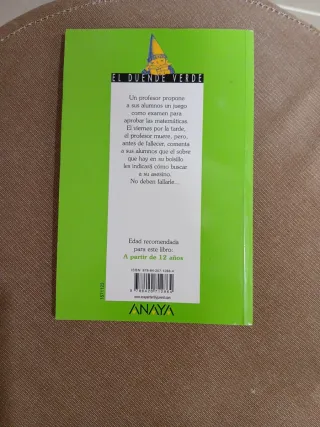 EL DUENDE VERDE
Un profesor propone
a sus alumnos un juego
como examen para
aprobar las matemáticas.
El viernes por la tarde,
el profesor muere, pero,
antes de fallecer, comenta
a sus alumnos que el sobre
que hay en su bolsillo
les indicará cómo buscar
a su asesino.
No deben fallarle...
Edad recomendada
para este libro:
A partir de 12 años
ANAYA